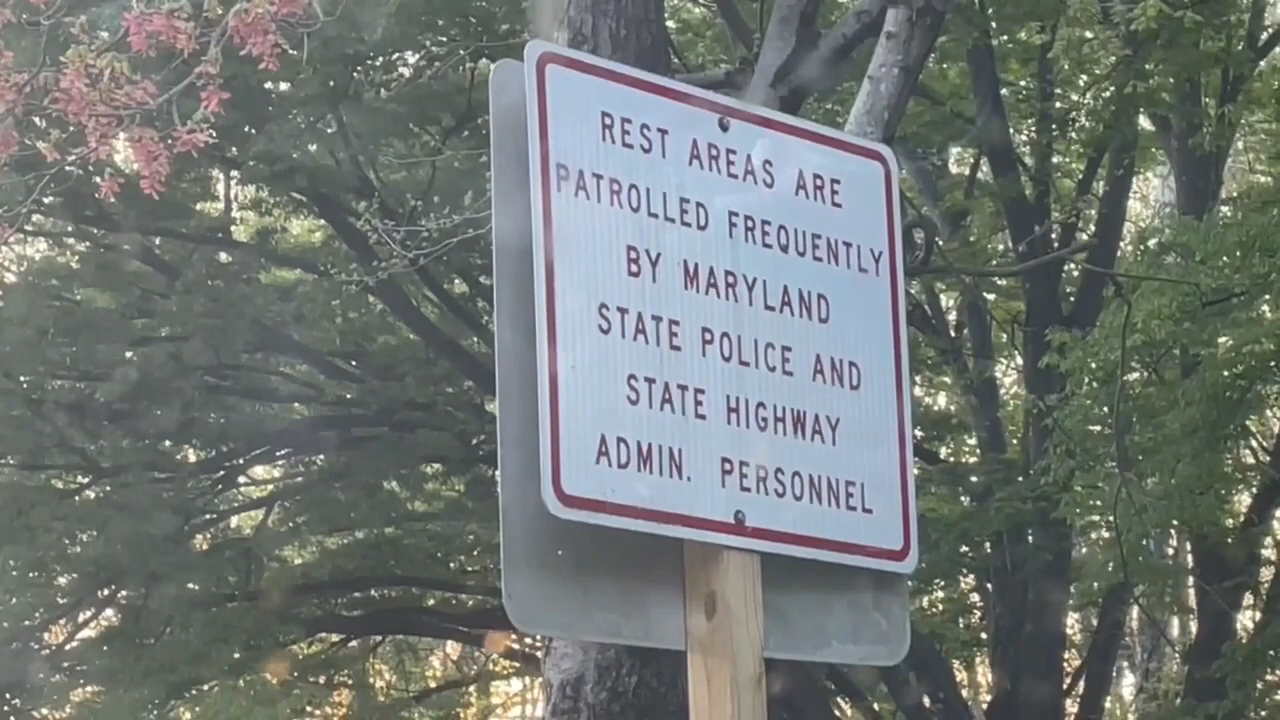 REST AREAS ARE
PATROLLED FREQUENTLY
BY MARYLAND
STATE POLICE AND
STATE HIGHWAY
ADMIN. PERSONNEL